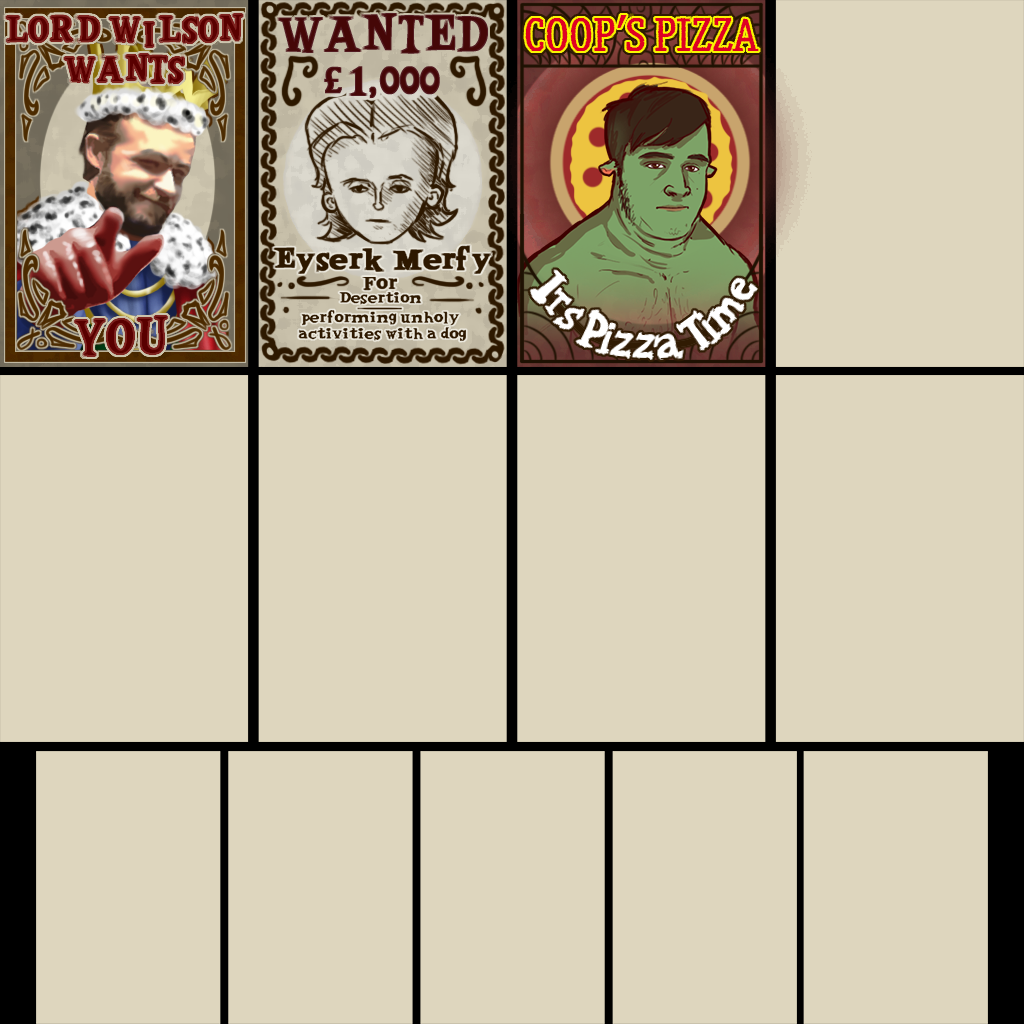 LORD WILSON
WANTS
YOU
WANTED
£1,000
Eyserk Merfy
For
Desertion
performing unholy
activities with a dog
COOP'S PIZZA
Its Pizza Time